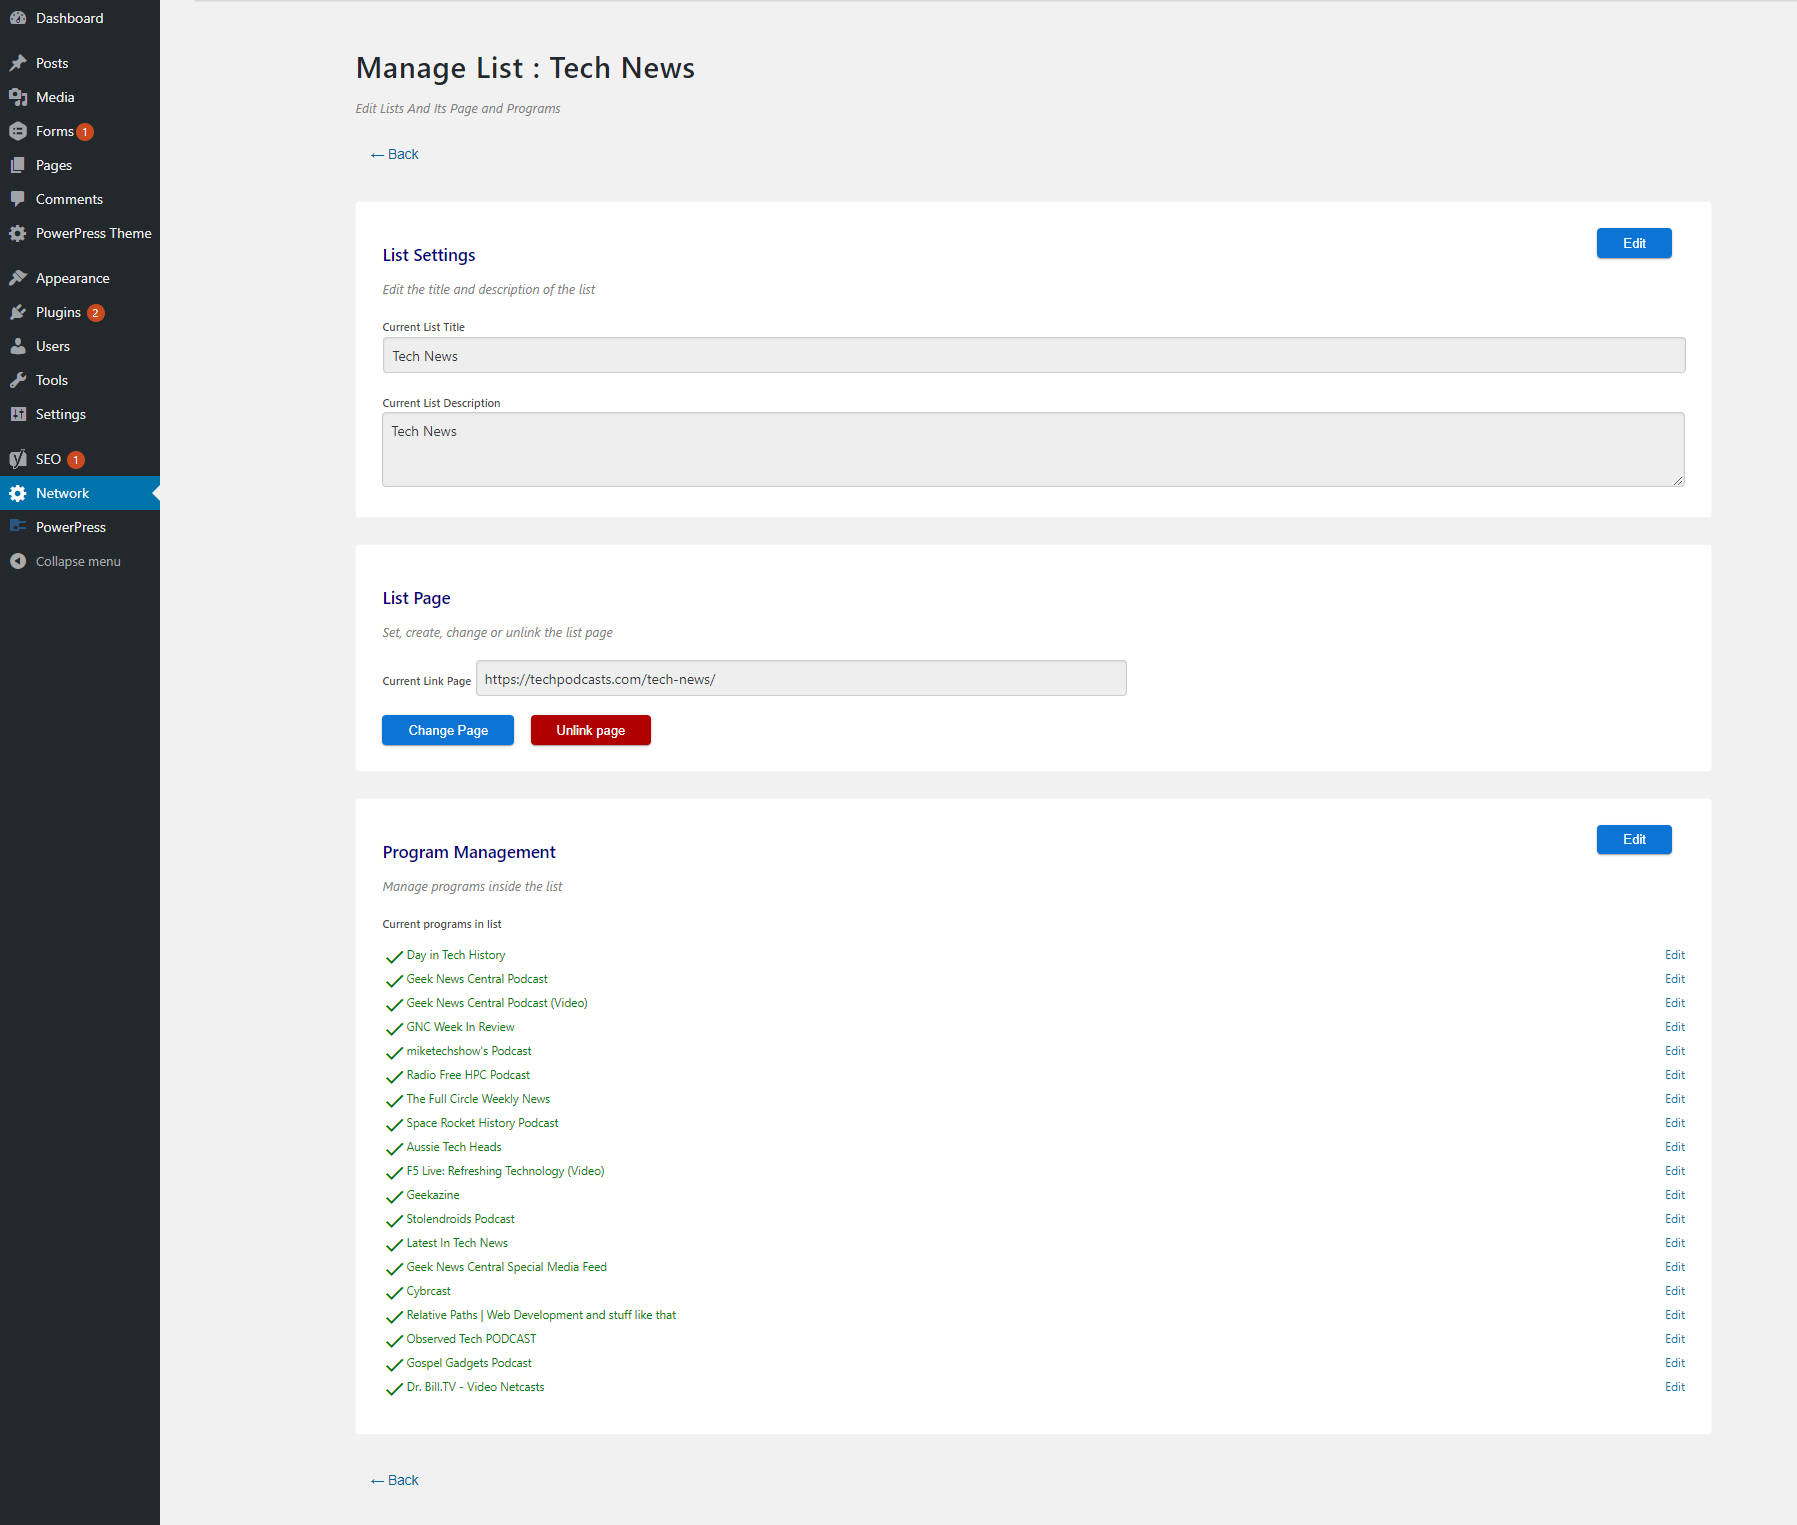 Dashboard
Posts
Media
Forms 1
Pages
Comments
PowerPress Theme
Appearance
Plugins 2
Users
Tools
Settings
SEO 1
Network
PowerPress
Collapse menu
Manage List : Tech News
Edit Lists And Its Page and Programs
← Back
List Settings
Edit
Edit the title and description of the list
Current List Title
Tech News
Current List Description
Tech News
List Page
Set, create, change or unlink the list page
Current Link Page https://techpodcasts.com/tech-news/
Change Page Unlink page
Program Management
Edit
Manage programs inside the list
Current programs in list
Day in Tech History Edit
Geek News Central Podcast Edit
Geek News Central Podcast (Video) Edit
GNC Week In Review Edit
miketechshow's Podcast Edit
Radio Free HPC Podcast Edit
The Full Circle Weekly News Edit
Space Rocket History Podcast Edit
Aussie Tech Heads Edit
F5 Live: Refreshing Technology (Video) Edit
Geekazine Edit
Stolendroids Podcast Edit
Latest In Tech News Edit
Geek News Central Special Media Feed Edit
Cybrcast Edit
Relative Paths | Web Development and stuff like that Edit
Observed Tech PODCAST Edit
Gospel Gadgets Podcast Edit
Dr. Bill.TV - Video Netcasts Edit
← Back